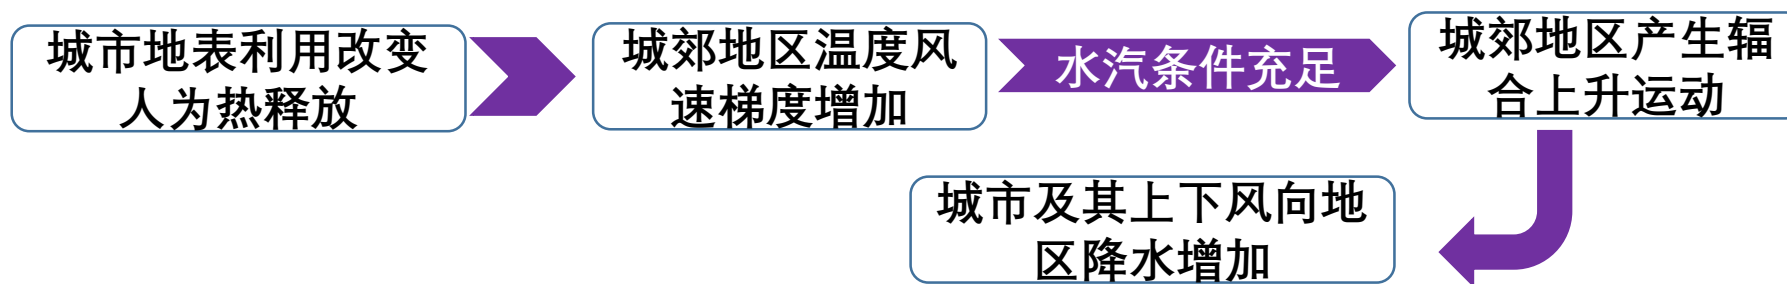 城市地表利用改变
人为热释放
城郊地区温度风
速梯度增加
水汽条件充足
城郊地区产生辐
合上升运动
城市及其上下风向地
区降水增加